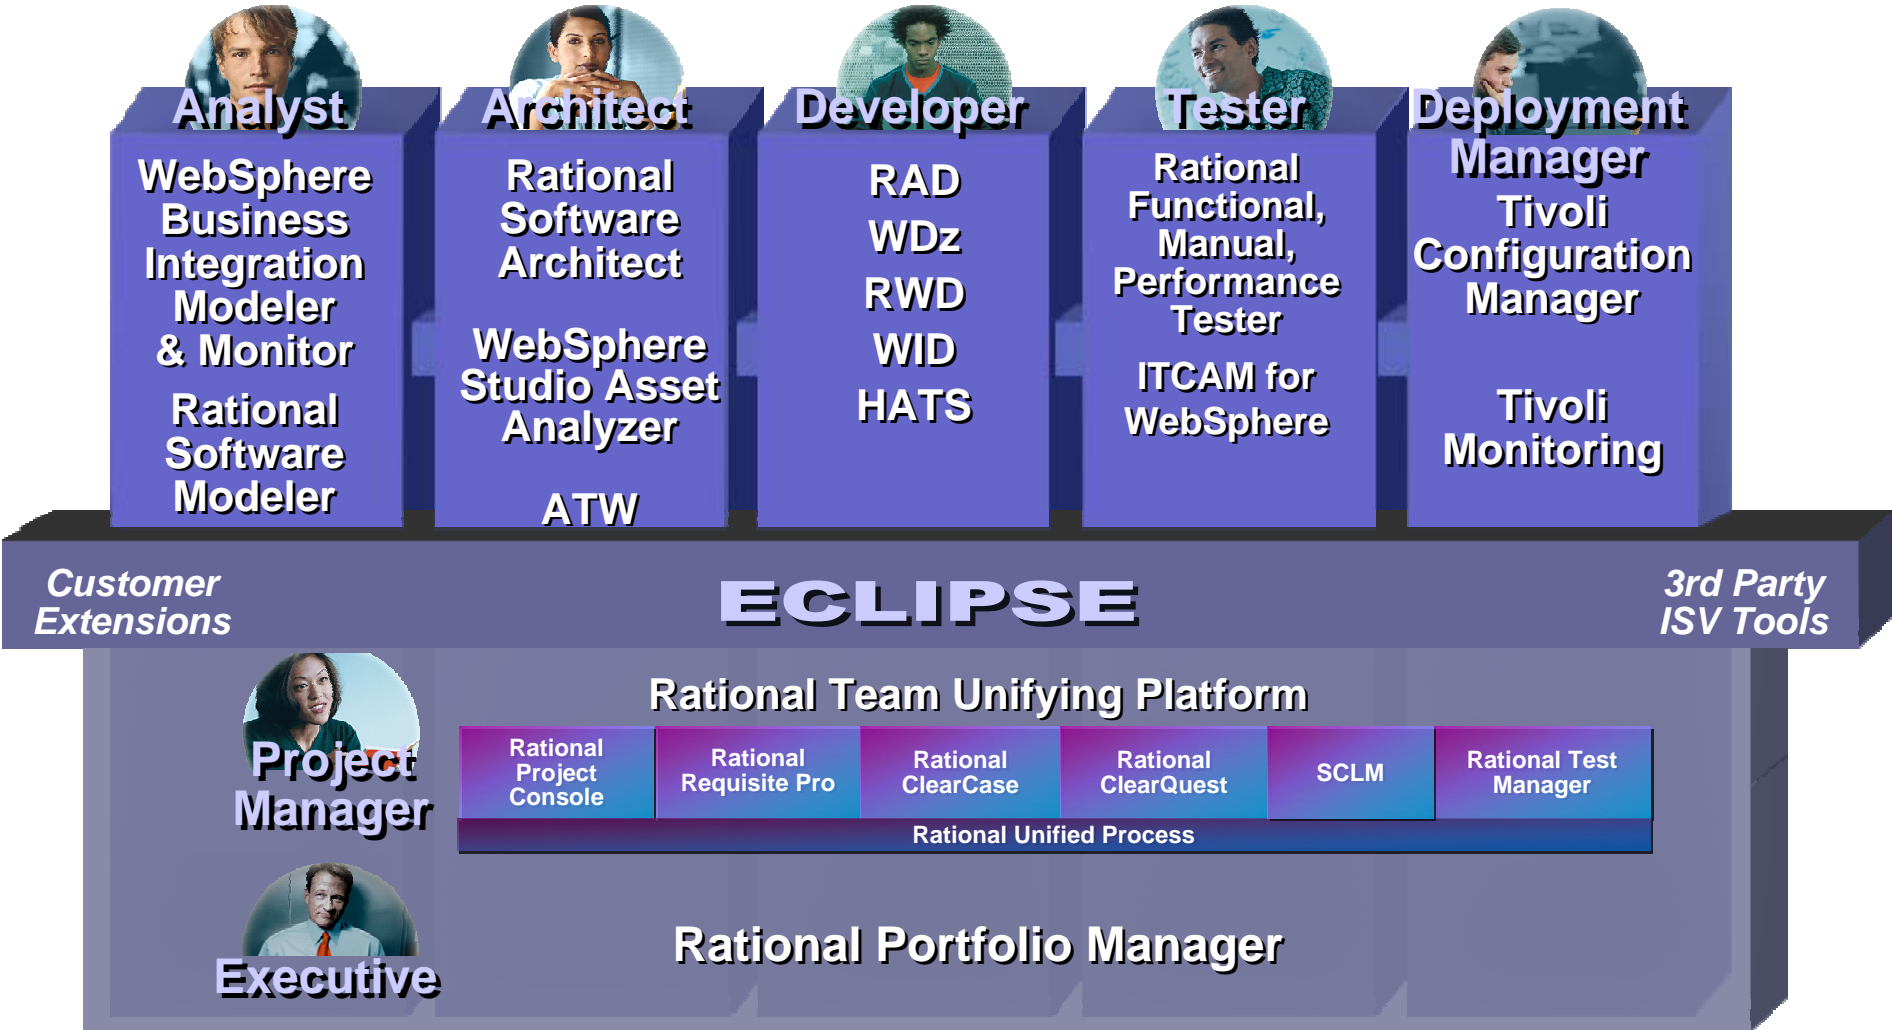 Analyst
WebSphere
Business
Integration
Modeler
& Monitor
Rational
Software
Modeler
Architect
Rational
Software
Architect
WebSphere
Studio Asset
Analyzer
ATW
Developer
RAD
WDz
RWD
WID
HATS
Tester
Rational
Functional,
Manual,
Performance
Tester
ITCAM for
WebSphere
Deployment
Manager
Tivoli
Configuration
Manager
Tivoli
Monitoring
Customer
Extensions
ECLIPSE
3rd Party
ISV Tools
Project
Manager
Rational Team Unifying Platform
Rational
Project
Console
Rational
Requisite Pro
Rational
ClearCase
Rational
ClearQuest
SCLM
Rational Test
Manager
Rational Unified Process
Executive
Rational Portfolio Manager